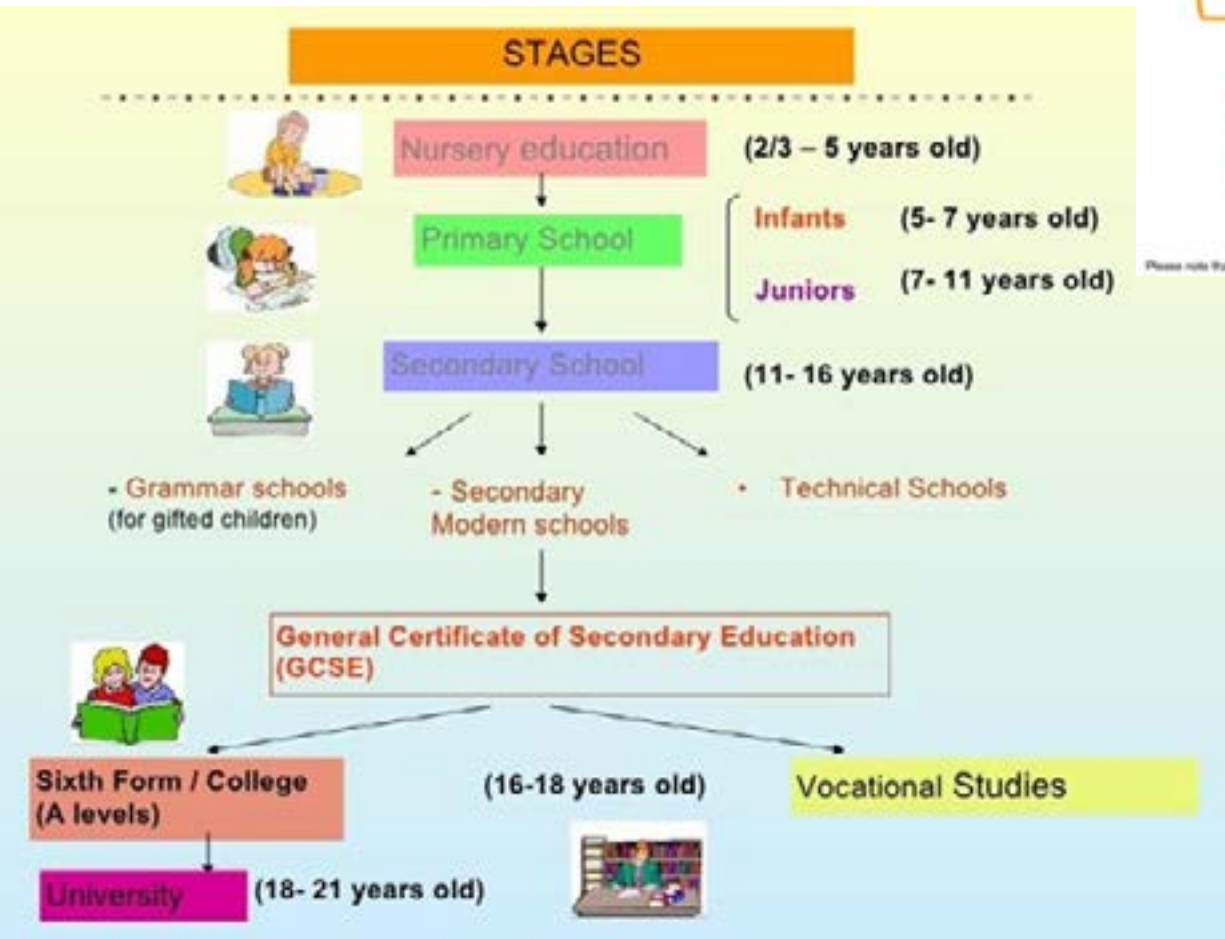 STAGES
Nursery education
(2/3 – 5 years old)
Primary School
Infants (5- 7 years old)
Juniors (7- 11 years old)
Please note tha
Secondary School
(11- 16 years old)
- Grammar schools
(for gifted children)
- Secondary
Modern schools
• Technical Schools
General Certificate of Secondary Education
(GCSE)
Sixth Form / College
(A levels)
(16-18 years old)
Vocational Studies
University
(18- 21 years old)